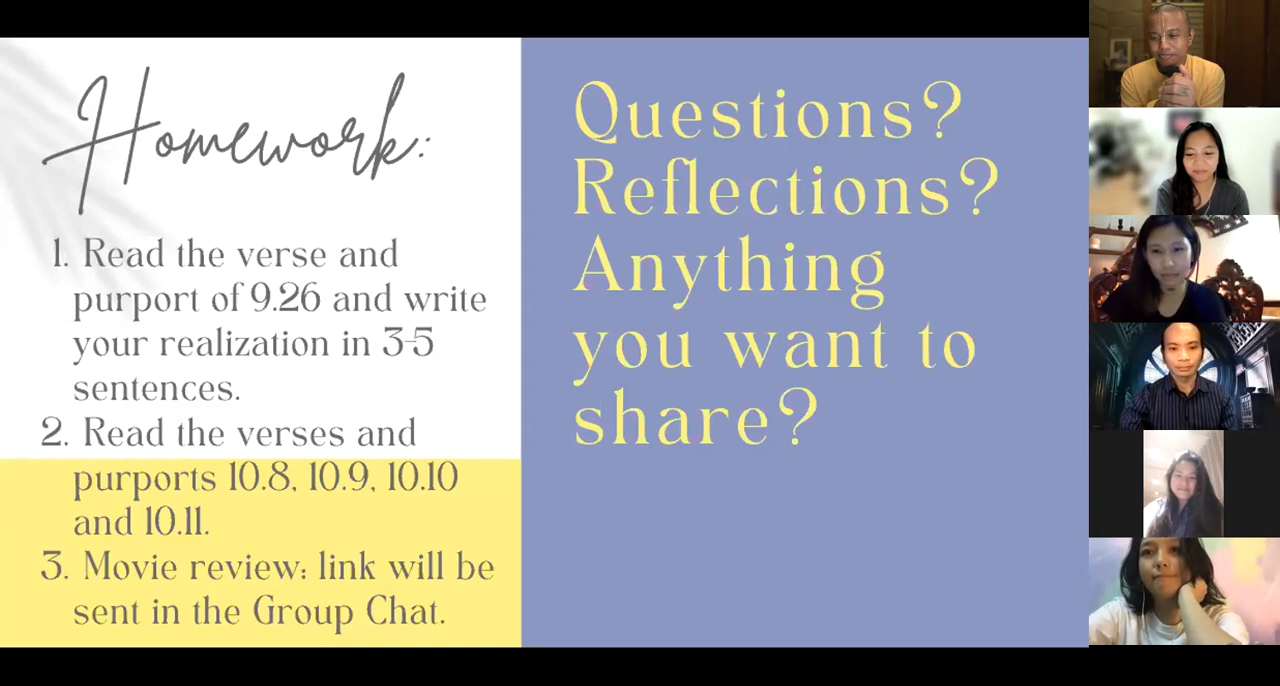 Homework:
1. Read the verse and
purport of 9.26 and write
your realization in 3-5
sentences.
2. Read the verses and
purports 10.8, 10.9, 10.10
and 10.11.
3. Movie review: link will be
sent in the Group Chat.
Questions?
Reflections?
Anything
you want to
share?